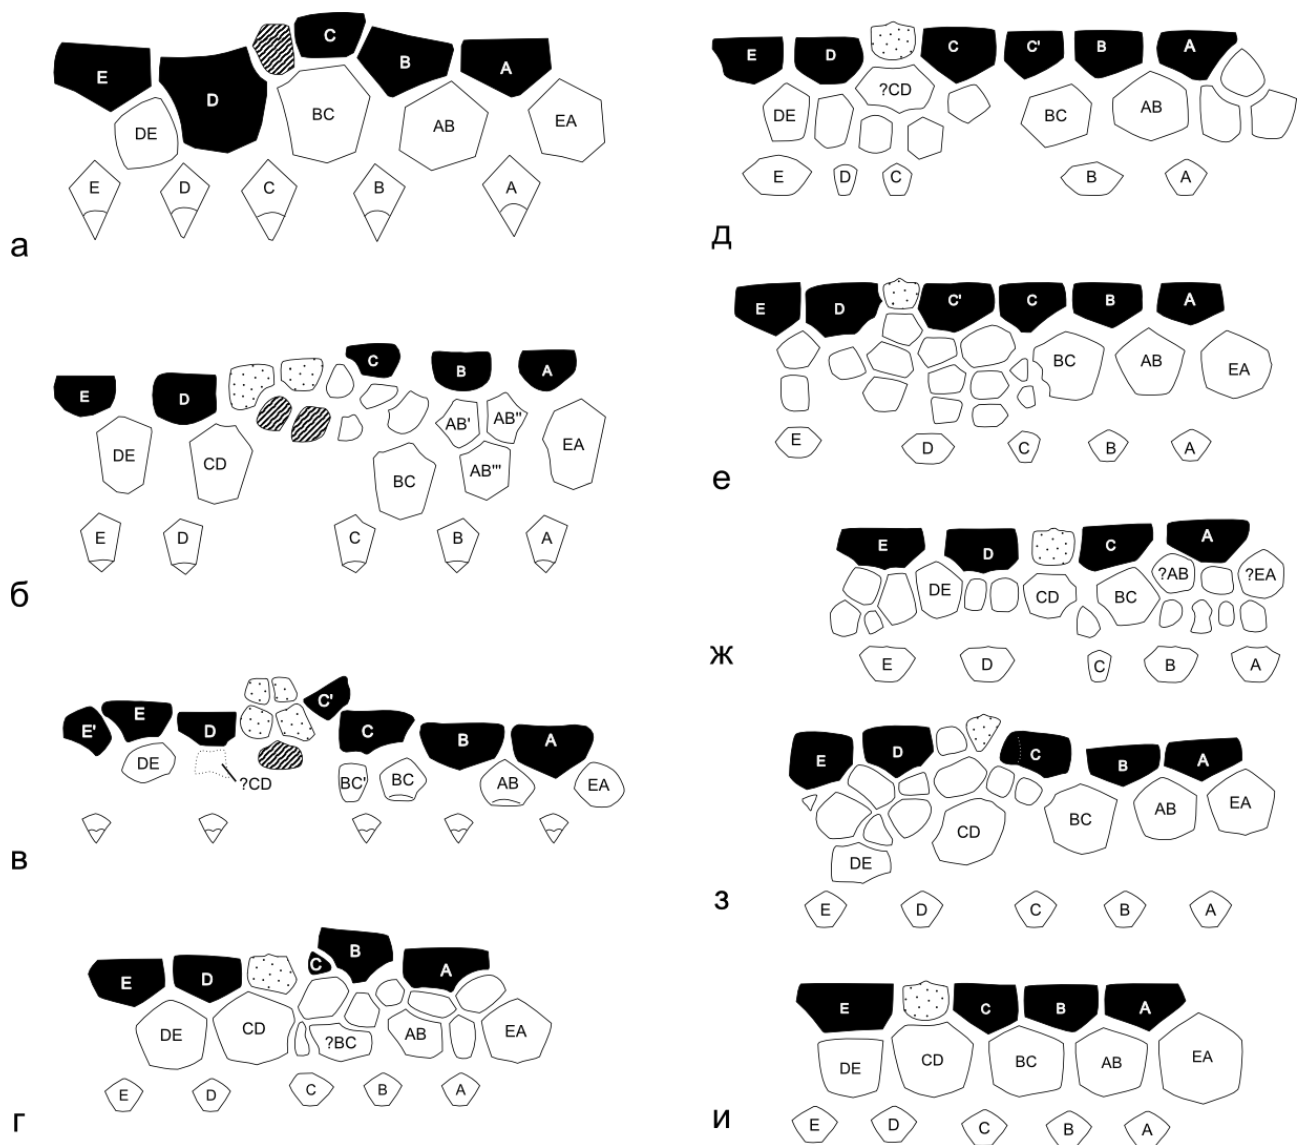 E D C B A
DE BC AB EA
E D C B A
а
E D C B A
DE CD BC AB' AB'' AB''' EA
E D C B A
б
E' E D C' C B A
DE ?CD BC' BC AB EA
в
E D C B A
DE CD ?BC AB EA
E D C B A
г
E D C C' B A
DE ?CD BC AB
E D C B A
д
E D C' C B A
BC AB EA
E D C B A
е
E D C A
DE CD BC ?AB ?EA
E D C B A
ж
E D C B A
DE CD BC AB EA
E D C B A
з
E C B A
DE CD BC AB EA
E D C B A
и